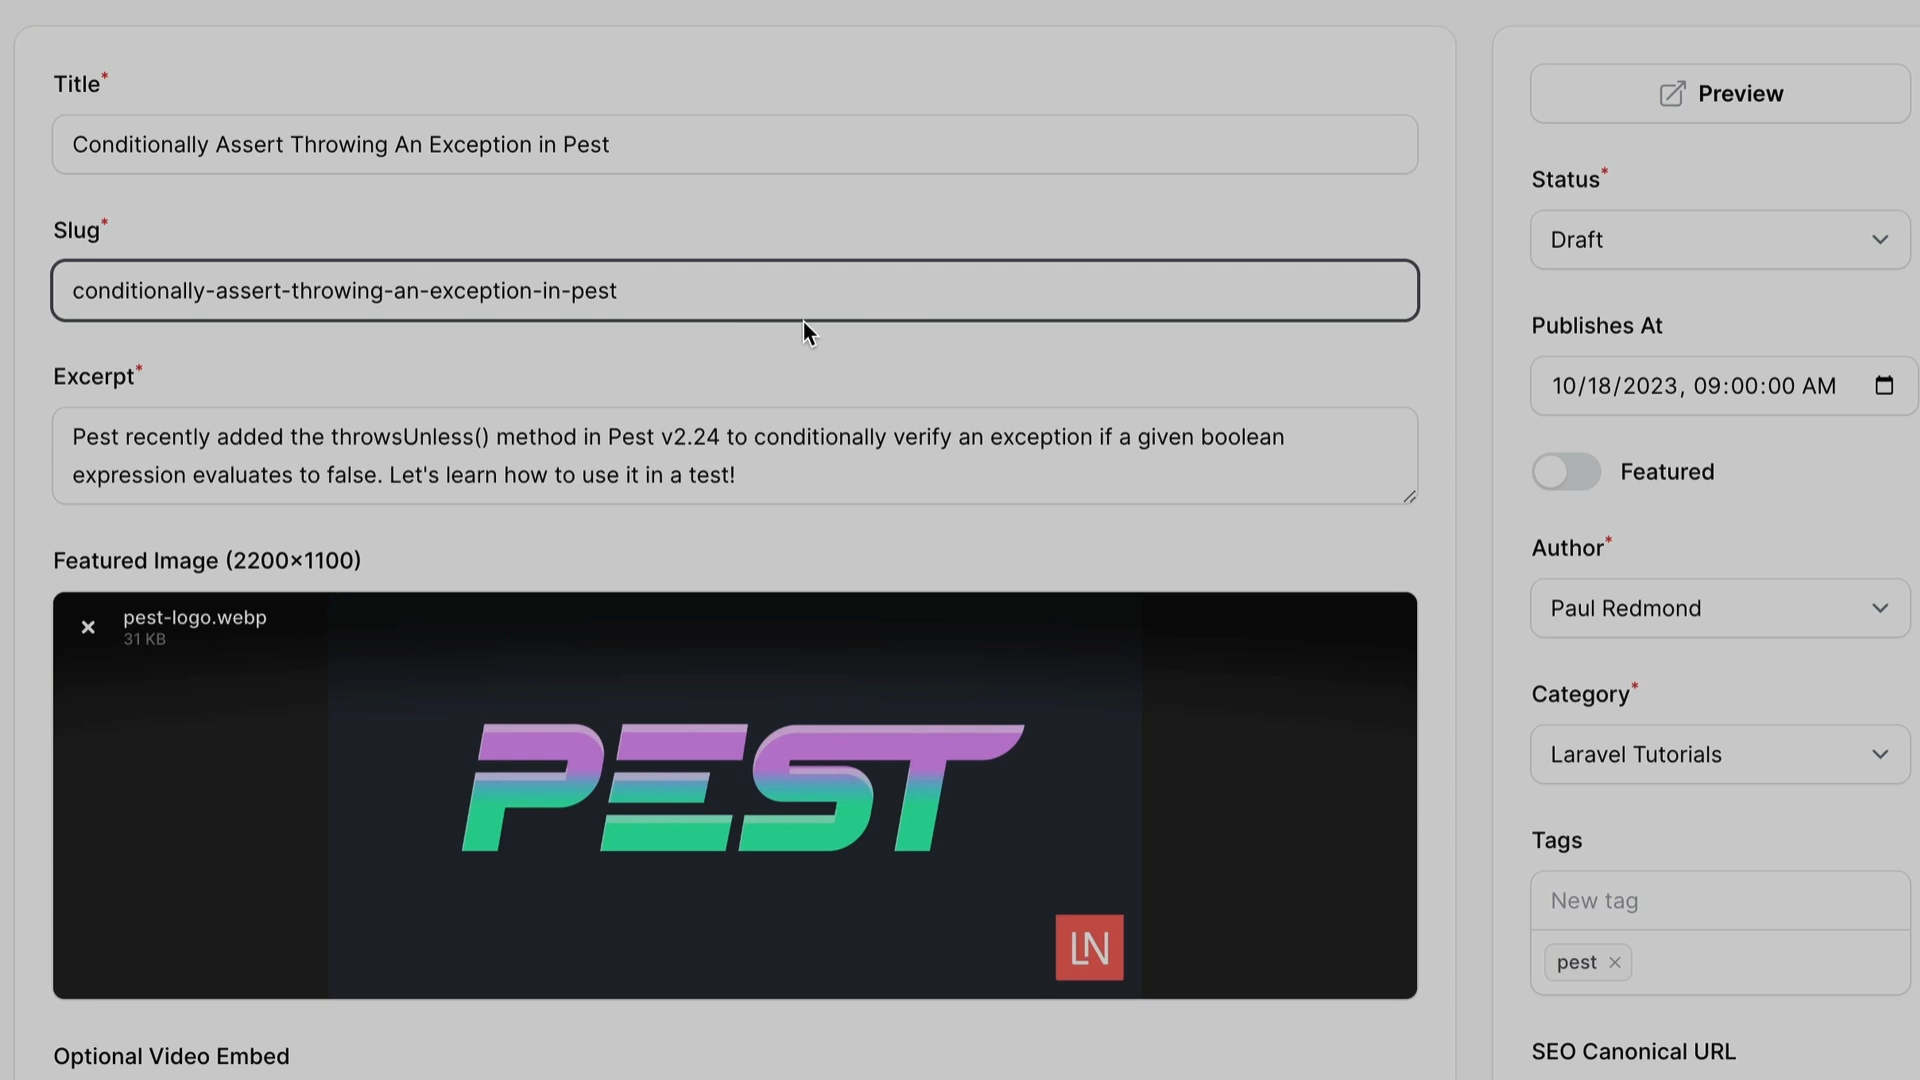 Title*
Conditionally Assert Throwing An Exception in Pest
Slug*
conditionally-assert-throwing-an-exception-in-pest
Excerpt*
Pest recently added the throwsUnless() method in Pest v2.24 to conditionally verify an exception if a given boolean
expression evaluates to false. Let's learn how to use it in a test!
Featured Image (2200×1100)
pest-logo.webp
31 KB
PEST
LN
Optional Video Embed
Preview
Status*
Draft
Publishes At
10/18/2023, 09:00:00 AM
Featured
Author*
Paul Redmond
Category*
Laravel Tutorials
Tags
New tag
pest
SEO Canonical URL